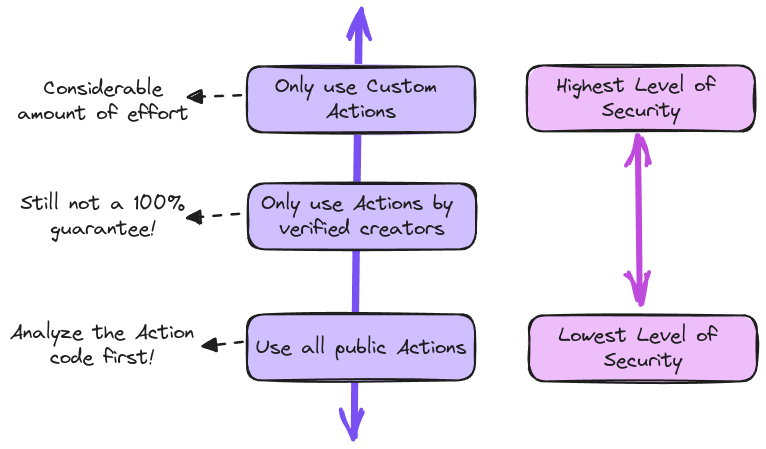 Considerable
amount of effort
Only use Custom
Actions
Highest Level of
Security
Still not a 100%
guarantee!
Only use Actions by
verified creators
Analyze the Action
code first!
Use all public Actions
Lowest Level of
Security